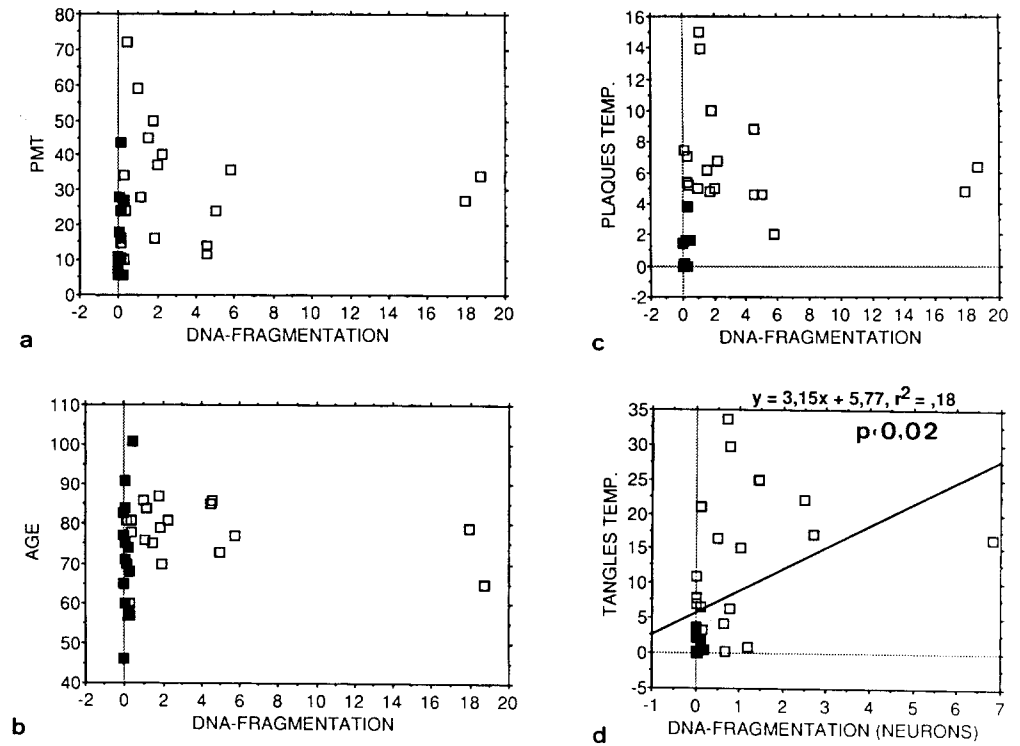 80
70
60
50
40
30
20
10
0
PMT
-2 0 2 4 6 8 10 12 14 16 18 20
DNA-FRAGMENTATION
a
16
14
12
10
8
6
4
2
0
-2
PLAQUES TEMP.
-2 0 2 4 6 8 10 12 14 16 18 20
DNA-FRAGMENTATION
c
110
100
90
80
70
60
50
40
AGE
-2 0 2 4 6 8 10 12 14 16 18 20
DNA-FRAGMENTATION
b
y = 3,15x + 5,77, r² = ,18
p<0,02
35
30
25
20
15
10
5
0
-5
TANGLES TEMP.
-1 0 1 2 3 4 5 6 7
DNA-FRAGMENTATION (NEURONS)
d